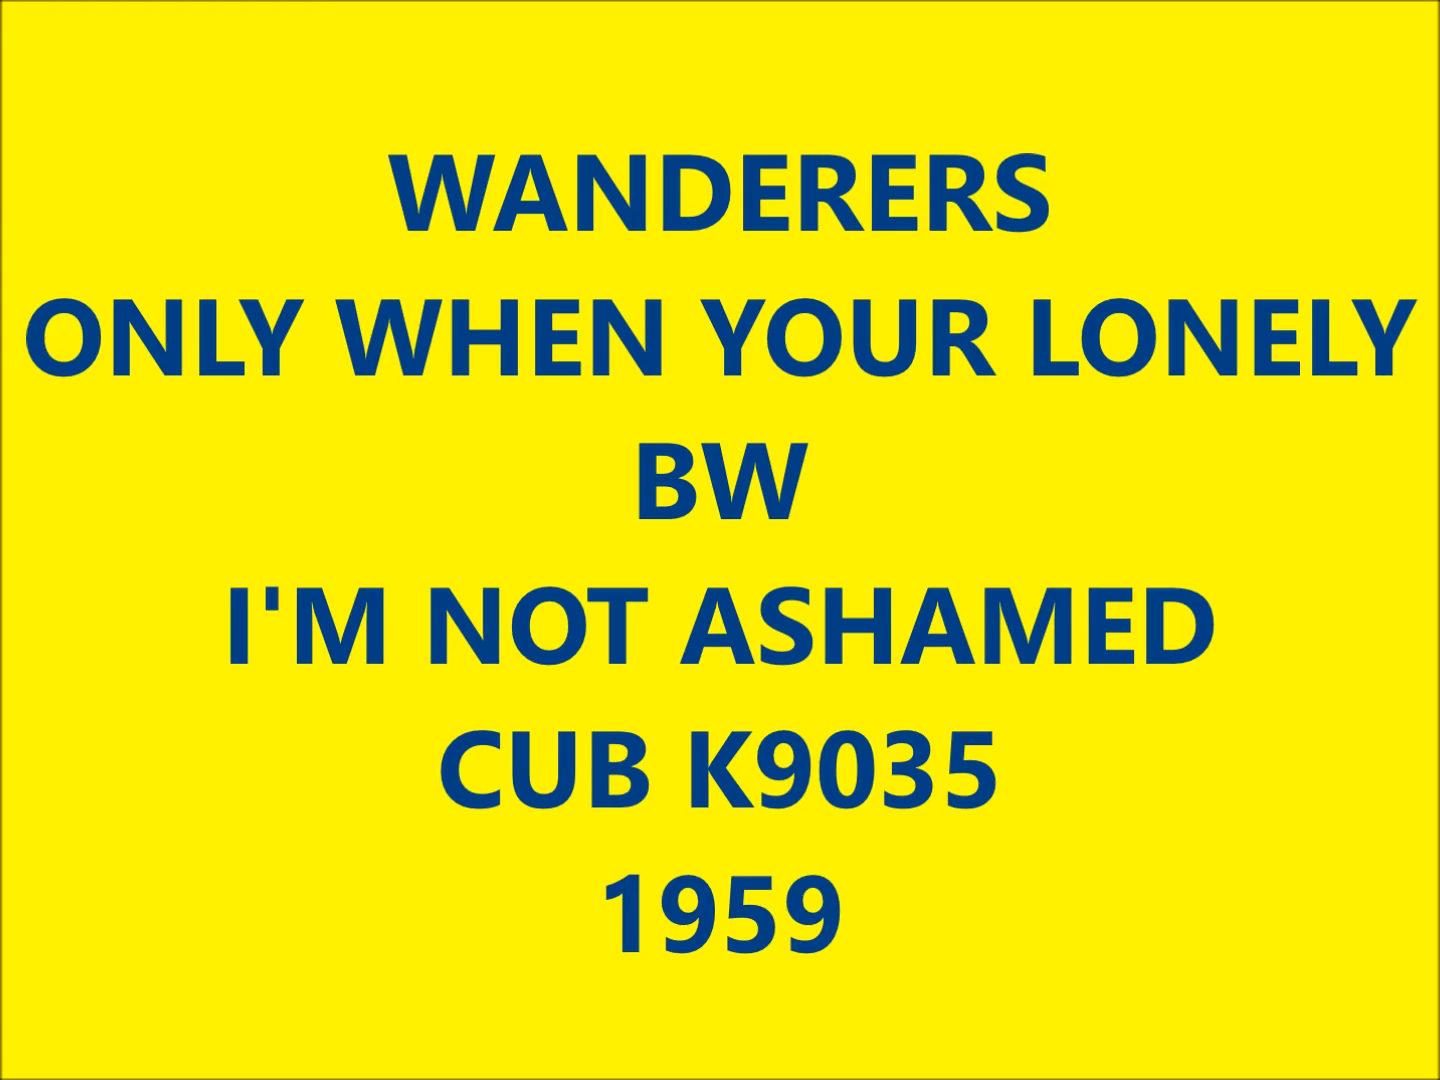 WANDERERS
ONLY WHEN YOUR LONELY
BW
I'M NOT ASHAMED
CUB K9035
1959